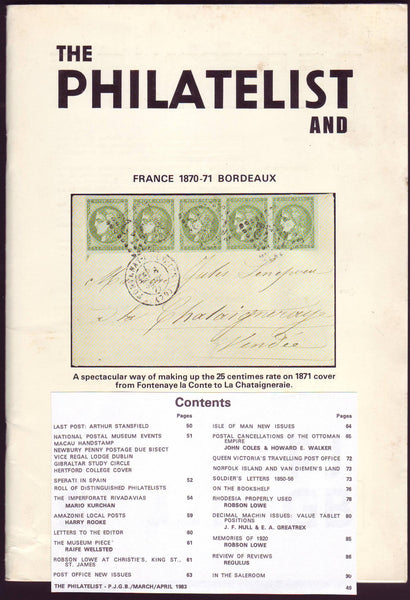 THE
PHILATELIST
AND
FRANCE 1870-71 BORDEAUX
A spectacular way of making up the 25 centimes rate on 1871 cover
from Fontenaye la Conte to La Chataigneraie.
Contents
Pages
LAST POST: ARTHUR STANSFIELD 50
NATIONAL POSTAL MUSEUM EVENTS 51
MACAU HANDSTAMP
NEWBURY PENNY POSTAGE DUE BISECT
VICE REGAL LODGE DUBLIN
GIBRALTAR STUDY CIRCLE
HERTFORD COLLEGE COVER
SPERATI IN SPAIN 52
ROLL OF DISTINGUISHED PHILATELISTS
THE IMPERFORATE RIVADAVIAS 54
MARIO KURCHAN
AMAZONIE LOCAL POSTS 59
HARRY ROOKE
LETTERS TO THE EDITOR 80
THE MUSEUM PIECE 61
RAIFE WELLSTED
ROBSON LOWE AT CHRISTIE'S, KING ST., 62
ST. JAMES
POST OFFICE NEW ISSUES 63
THE PHILATELIST - P.J.G.B./MARCH/APRIL 1983
Pages
ISLE OF MAN NEW ISSUES 64
POSTAL CANCELLATIONS OF THE OTTOMAN 65
EMPIRE
JOHN COLES & HOWARD E. WALKER
QUEEN VICTORIA'S TRAVELLING POST OFFICE 72
NORFOLK ISLAND AND VAN DIEMEN'S LAND 73
SOLDIER'S LETTERS 1850-56 74
ON THE BOOKSHELF 76
RHODESIA PROPERLY USED 78
ROBSON LOWE
DECIMAL MACHIN ISSUES: VALUE TABLET 80
POSITIONS
J. F. HULL & E. A. GREATREX
MEMORIES OF 1920 85
ROBSON LOWE
REVIEW OF REVIEWS 86
REGULUS
IN THE SALEROOM 90
49